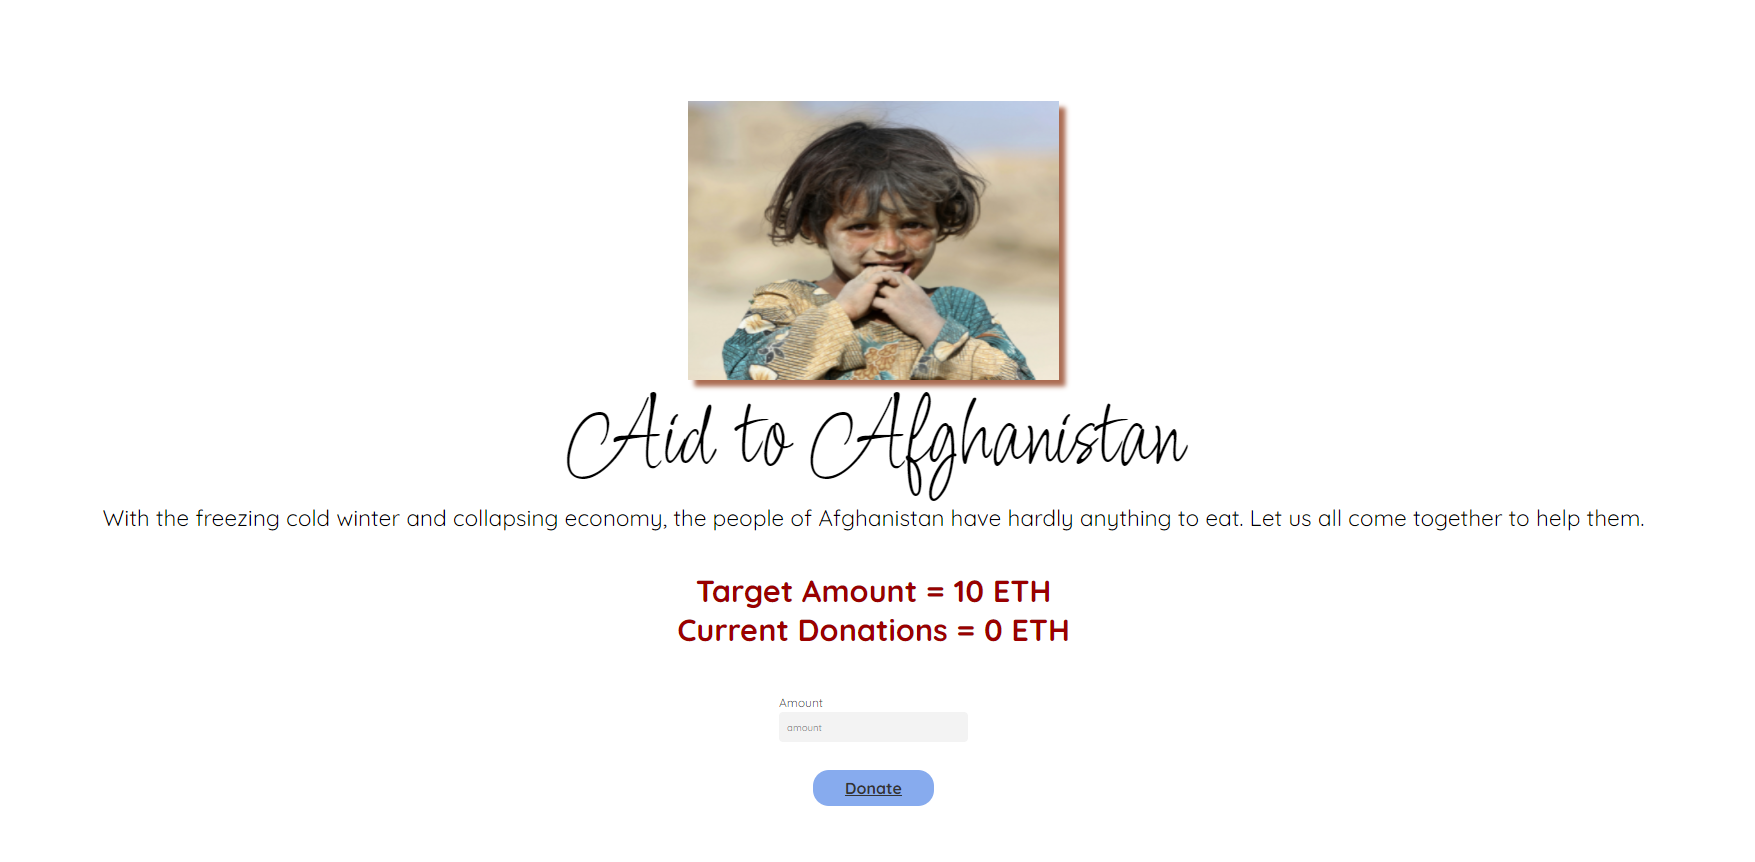 Aid to Afghanistan
With the freezing cold winter and collapsing economy, the people of Afghanistan have hardly anything to eat. Let us all come together to help them.
Target Amount = 10 ETH
Current Donations = 0 ETH
Amount
amount
Donate